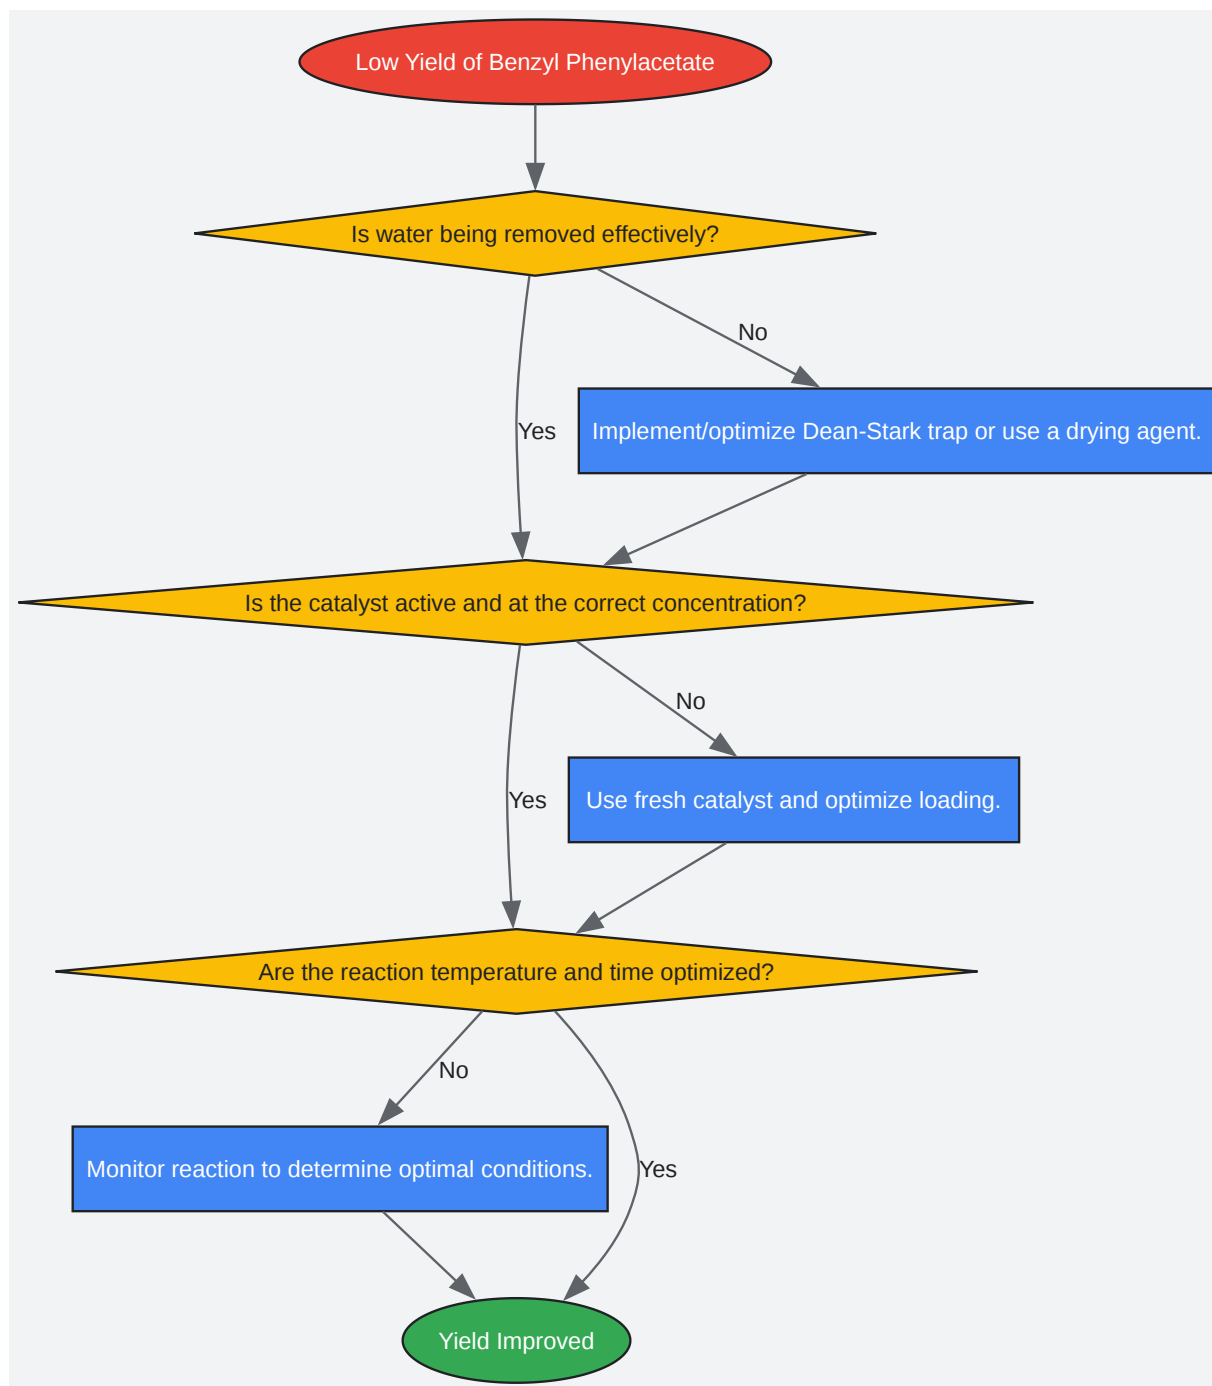 Low Yield of Benzyl Phenylacetate
Is water being removed effectively?
No
Yes
Implement/optimize Dean-Stark trap or use a drying agent.
Is the catalyst active and at the correct concentration?
No
Yes
Use fresh catalyst and optimize loading.
Are the reaction temperature and time optimized?
No
Monitor reaction to determine optimal conditions.
Yes
Yield Improved